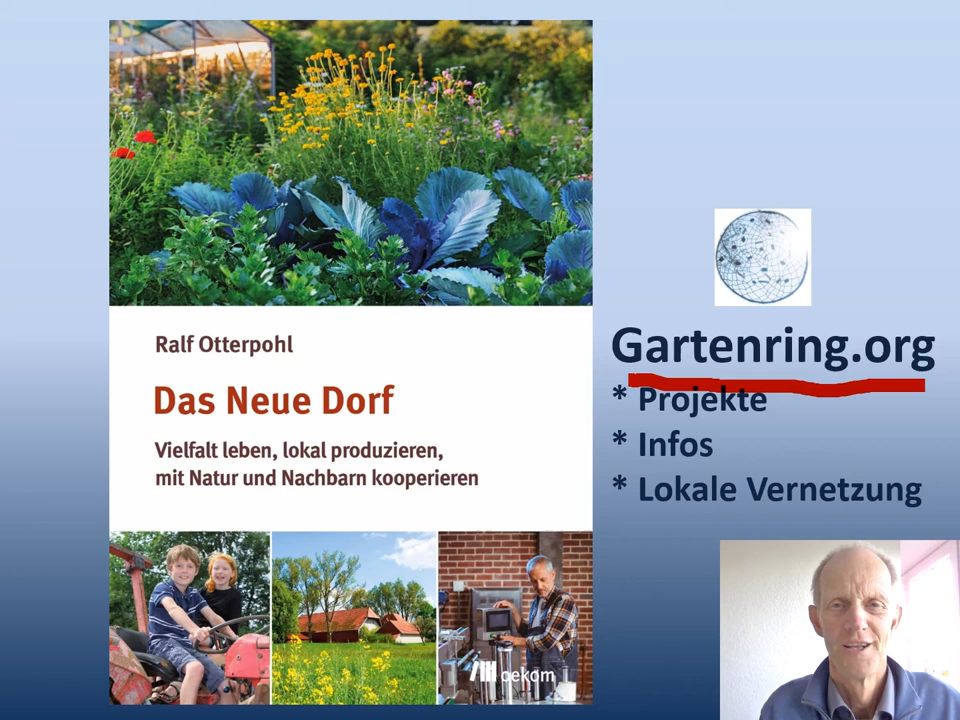 Ralf Otterpohl
Das Neue Dorf
Vielfalt leben, lokal produzieren,
mit Natur und Nachbarn kooperieren
oekom
Gartenring.org
* Projekte
* Infos
* Lokale Vernetzung